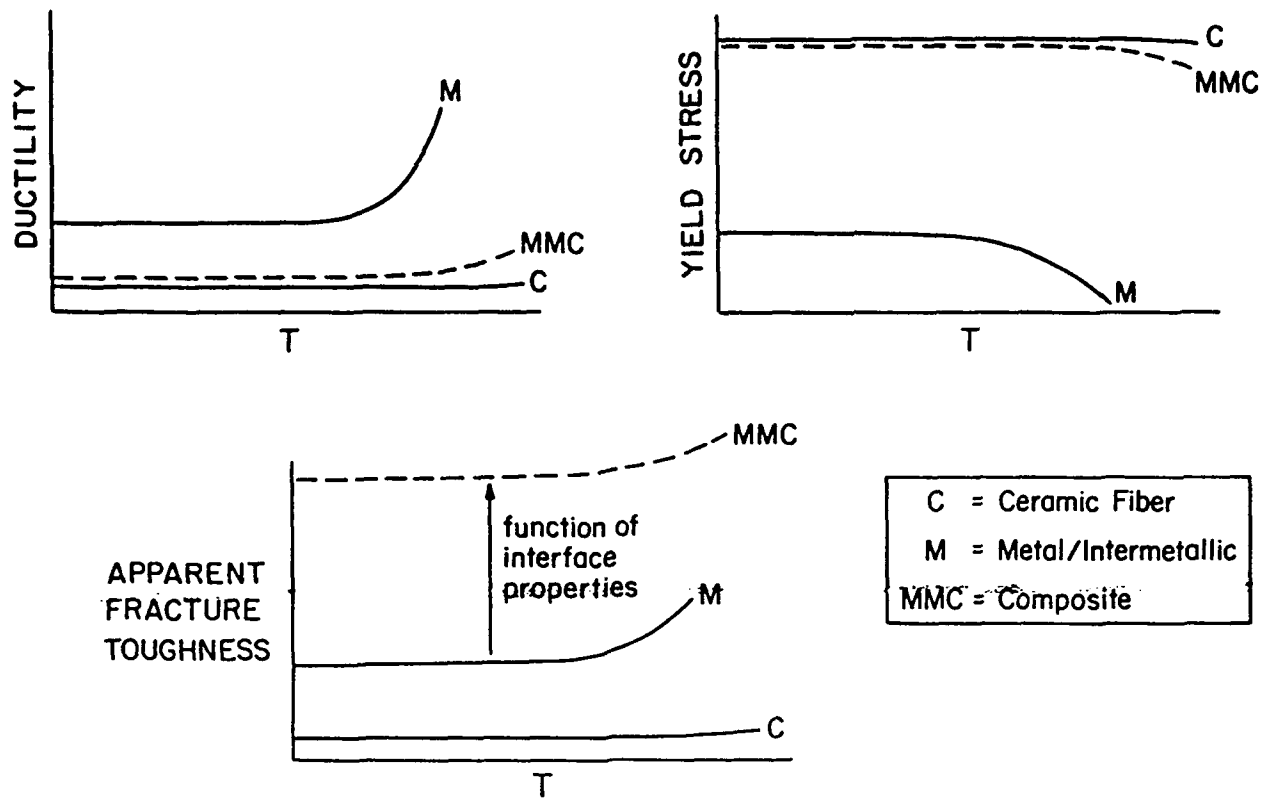 DUCTILITY
M
MMC
C
T
YIELD STRESS
C
MMC
M
T
APPARENT
FRACTURE
TOUGHNESS
MMC
function of
interface
properties
M
C
T
C = Ceramic Fiber
M = Metal/Intermetallic
MMC = Composite